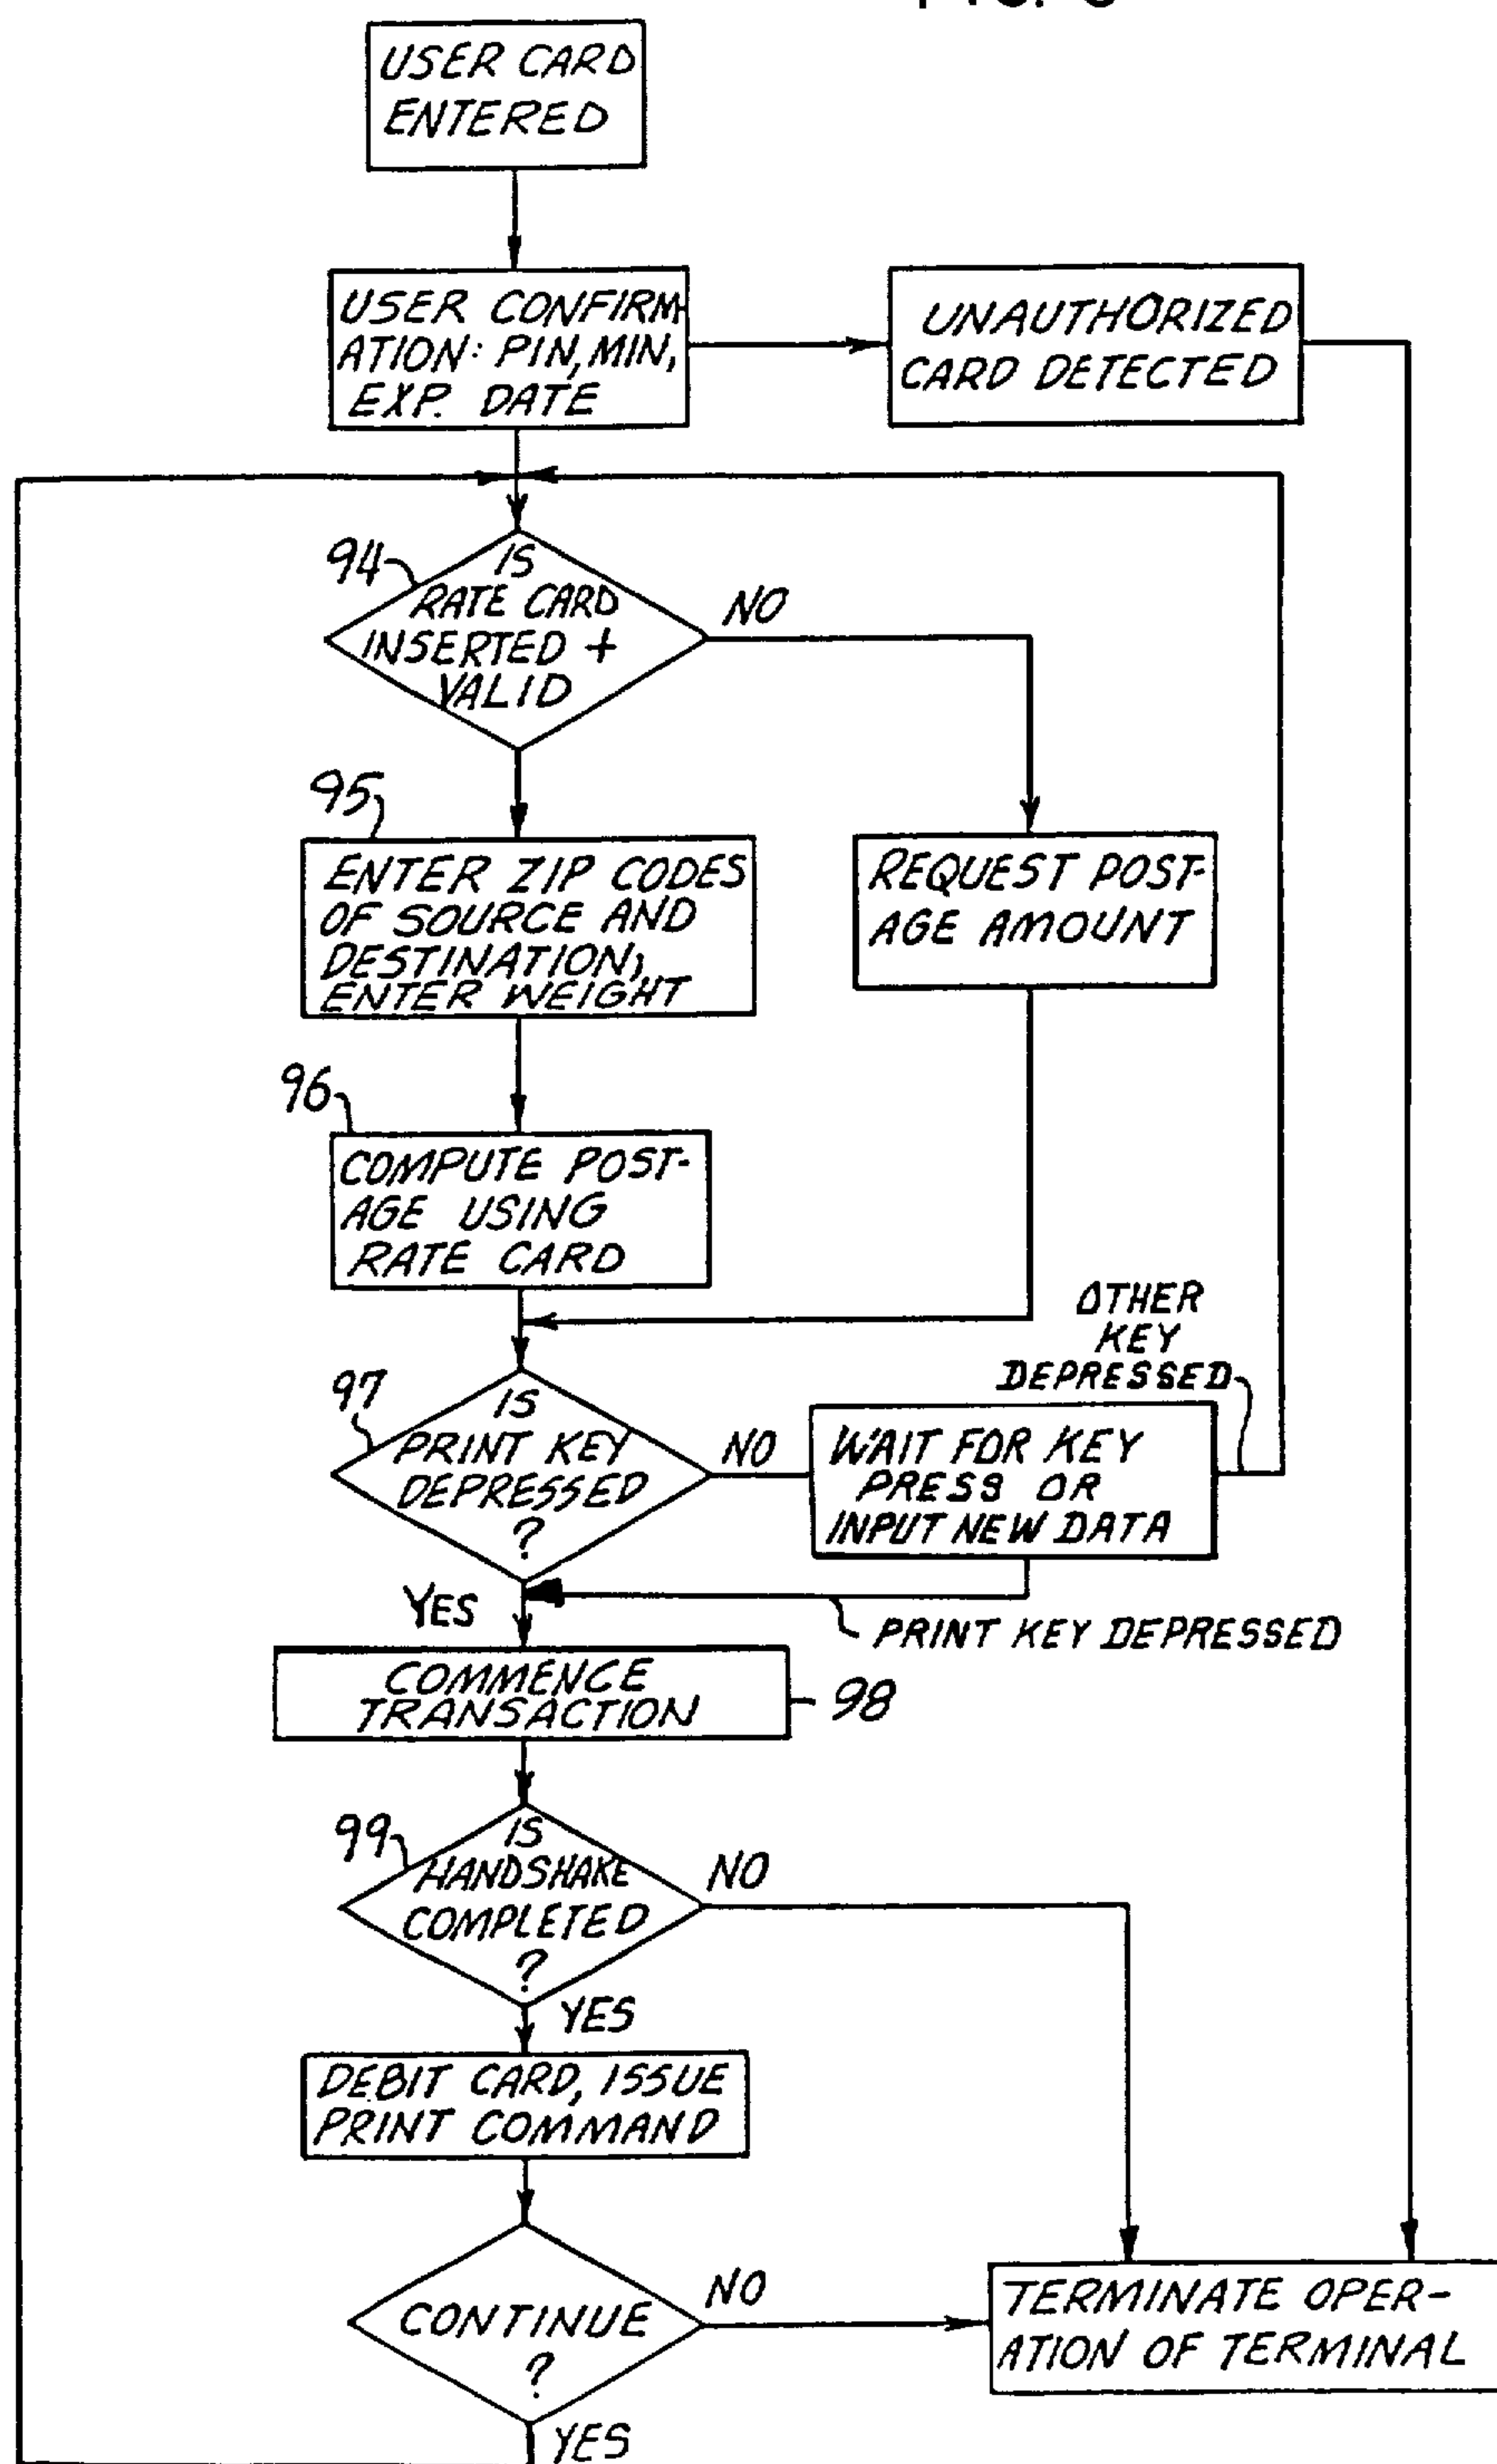 USER CARD
ENTERED
USER CONFIRM-
ATION: PIN, MIN,
EXP. DATE
UNAUTHORIZED
CARD DETECTED
94
IS
RATE CARD
INSERTED +
VALID
NO
95
ENTER ZIP CODES
OF SOURCE AND
DESTINATION,
ENTER WEIGHT
REQUEST POST-
AGE AMOUNT
96
COMPUTE POST-
AGE USING
RATE CARD
OTHER
KEY
DEPRESSED
97
IS
PRINT KEY
DEPRESSED
?
NO
WAIT FOR KEY
PRESS OR
INPUT NEW DATA
YES
PRINT KEY DEPRESSED
COMMENCE
TRANSACTION
98
99
IS
HANDSHAKE
COMPLETED
?
NO
YES
DEBIT CARD, ISSUE
PRINT COMMAND
CONTINUE
?
NO
TERMINATE OPER-
ATION OF TERMINAL
YES